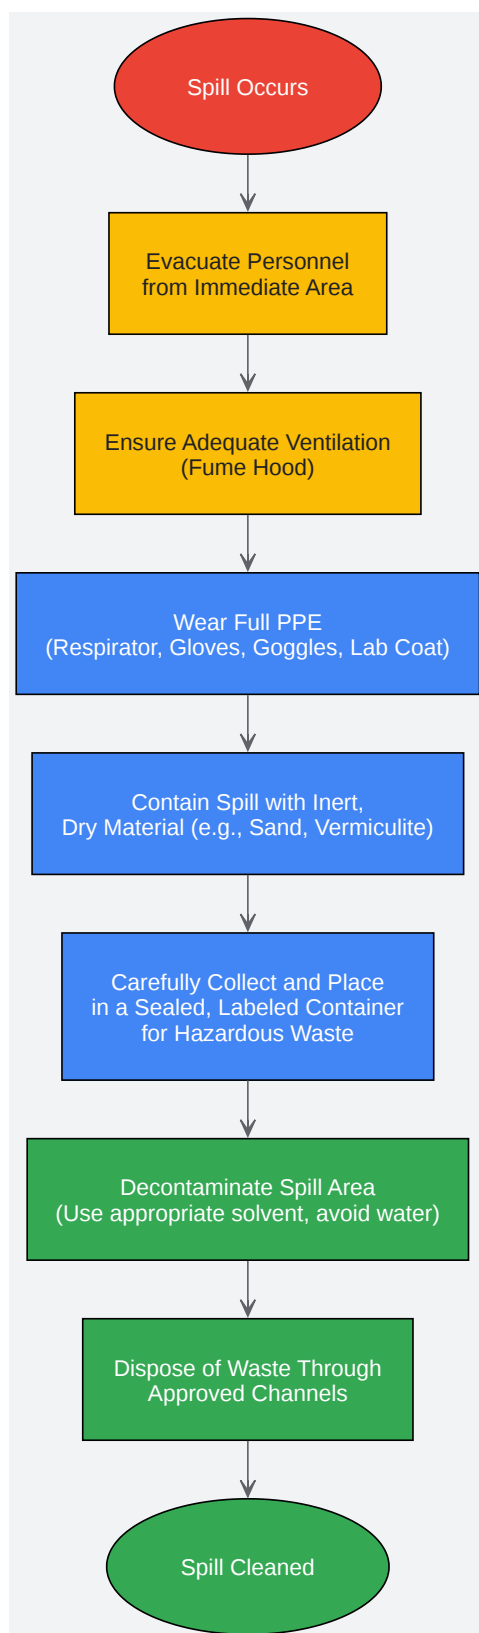 Spill Occurs
Evacuate Personnel
from Immediate Area
Ensure Adequate Ventilation
(Fume Hood)
Wear Full PPE
(Respirator, Gloves, Goggles, Lab Coat)
Contain Spill with Inert,
Dry Material (e.g., Sand, Vermiculite)
Carefully Collect and Place
in a Sealed, Labeled Container
for Hazardous Waste
Decontaminate Spill Area
(Use appropriate solvent, avoid water)
Dispose of Waste Through
Approved Channels
Spill Cleaned